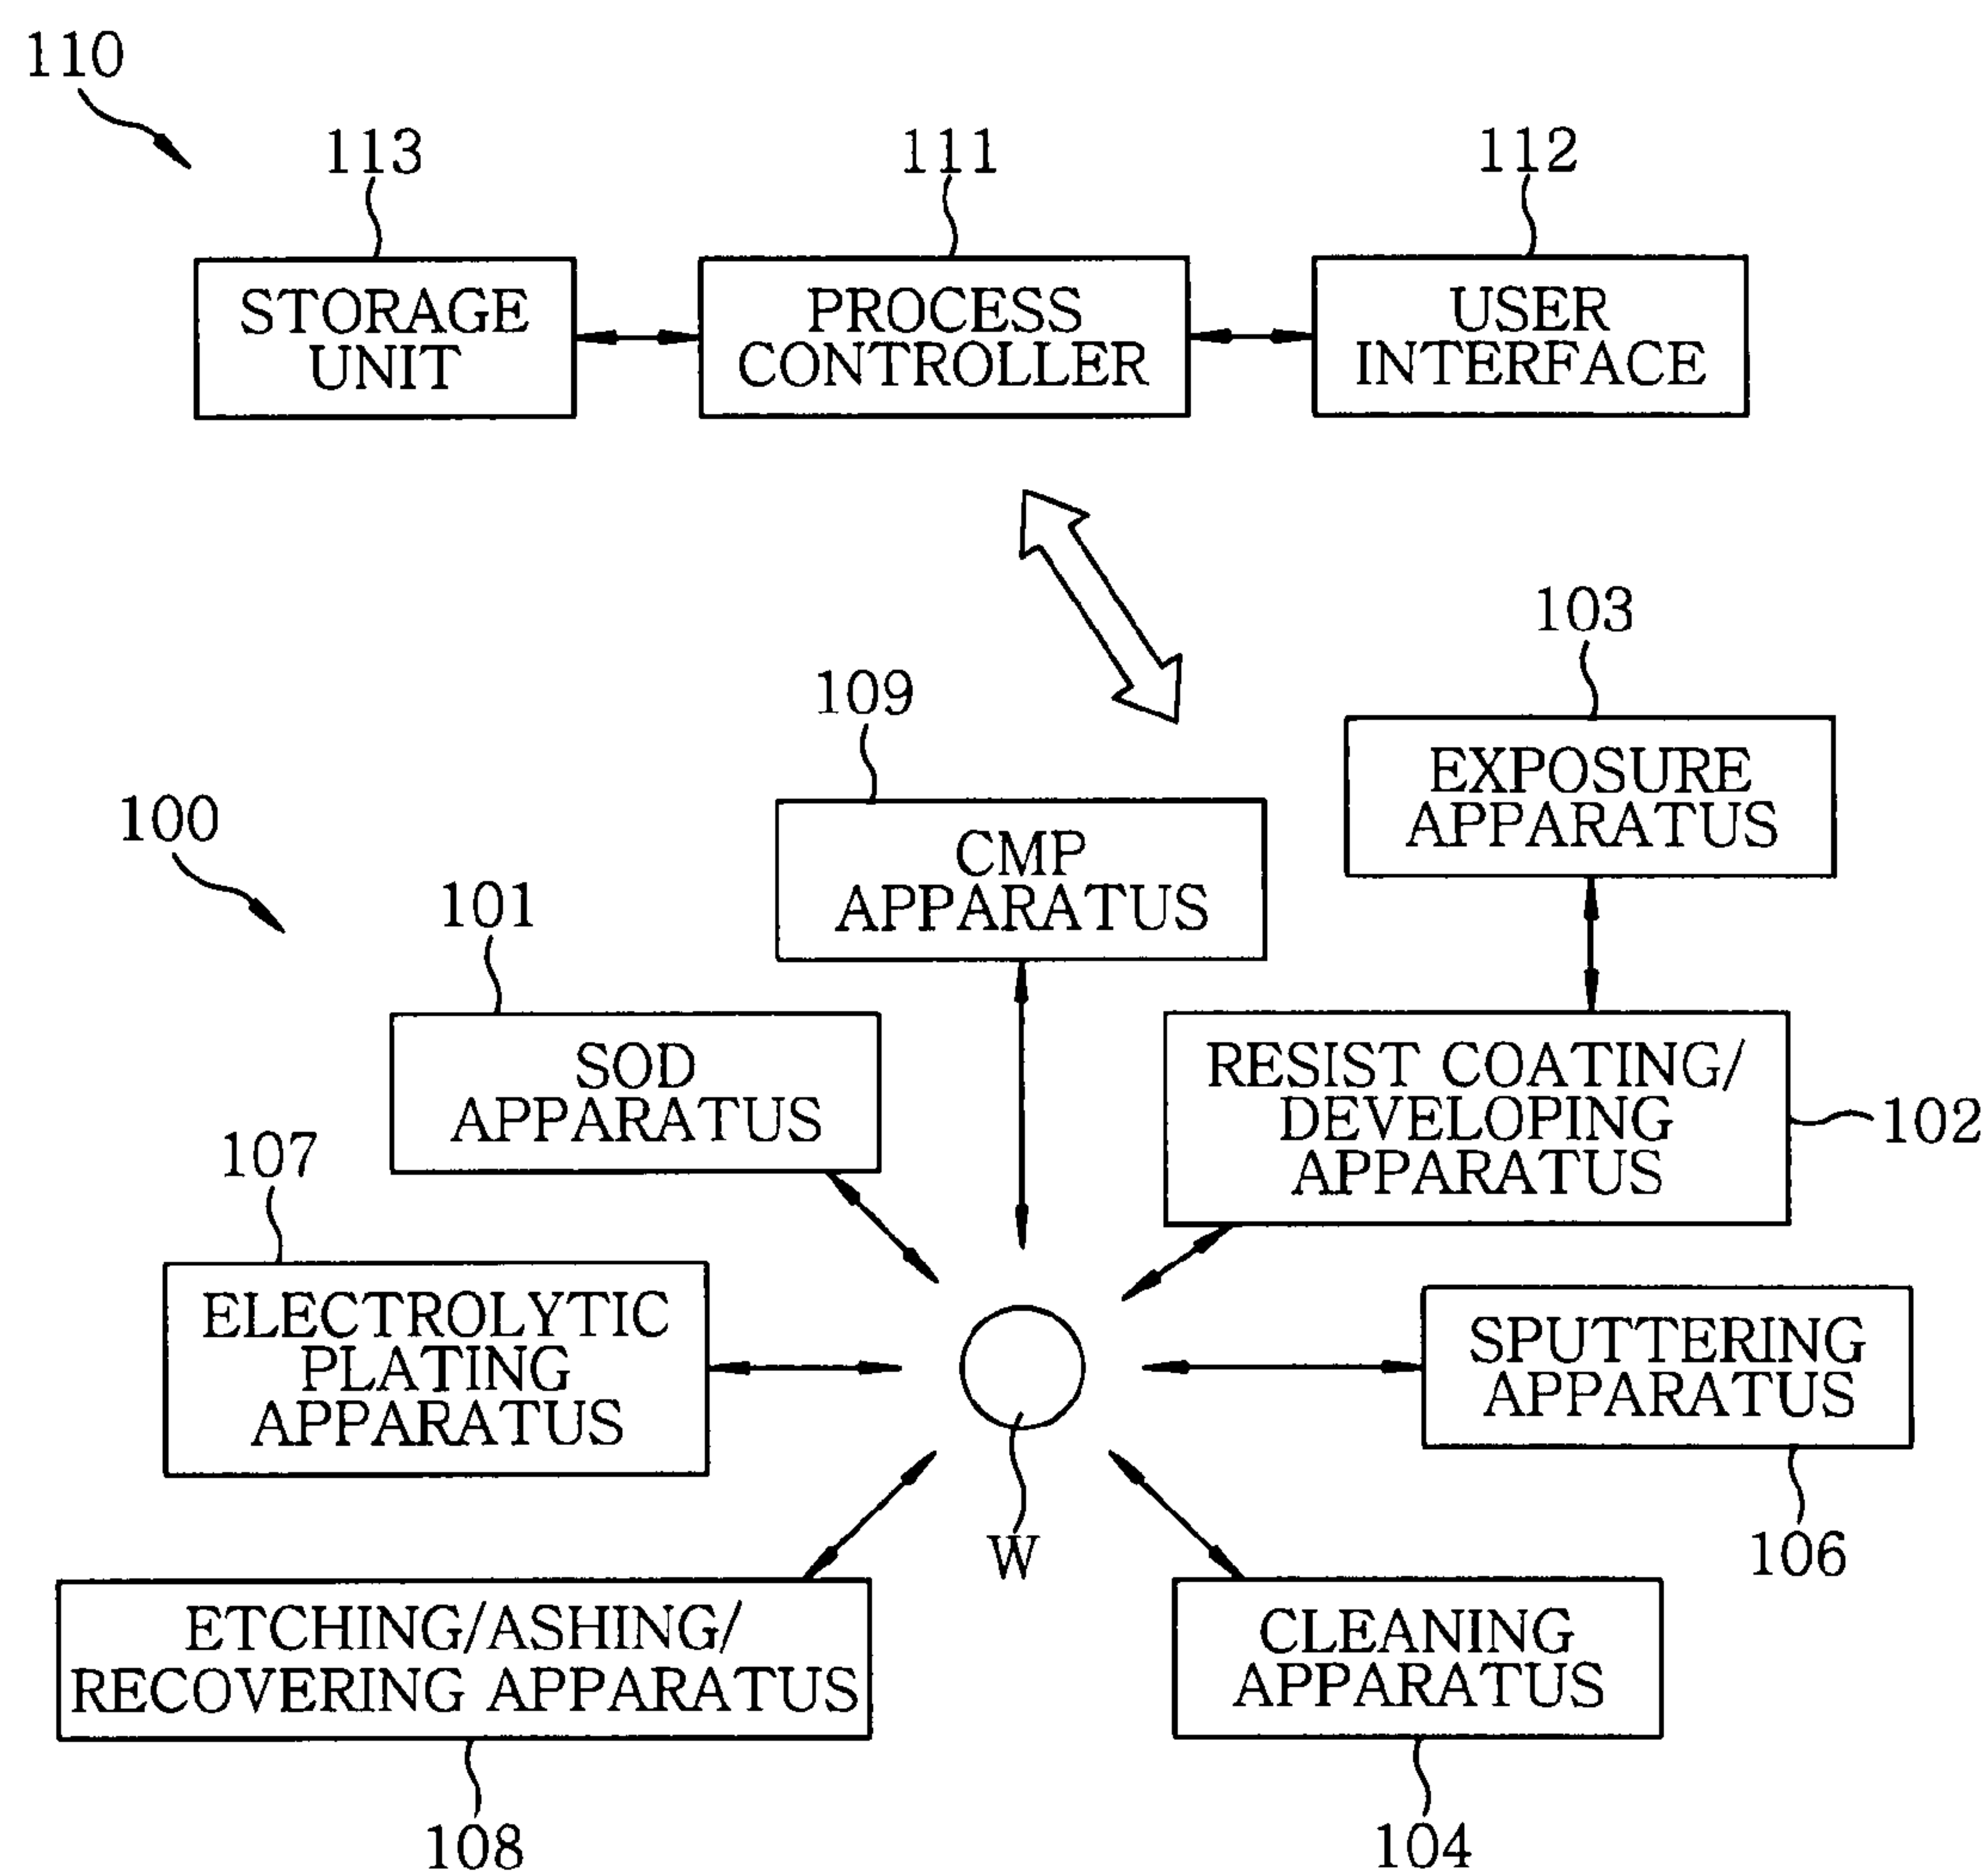 110
113
111
112
STORAGE
UNIT
PROCESS
CONTROLLER
USER
INTERFACE
103
109
EXPOSURE
APPARATUS
100
CMP
APPARATUS
101
SOD
APPARATUS
RESIST COATING/
DEVELOPING
APPARATUS
102
107
ELECTROLYTIC
PLATING
APPARATUS
SPUTTERING
APPARATUS
W
106
ETCHING/ASHING/
RECOVERING APPARATUS
CLEANING
APPARATUS
108
104